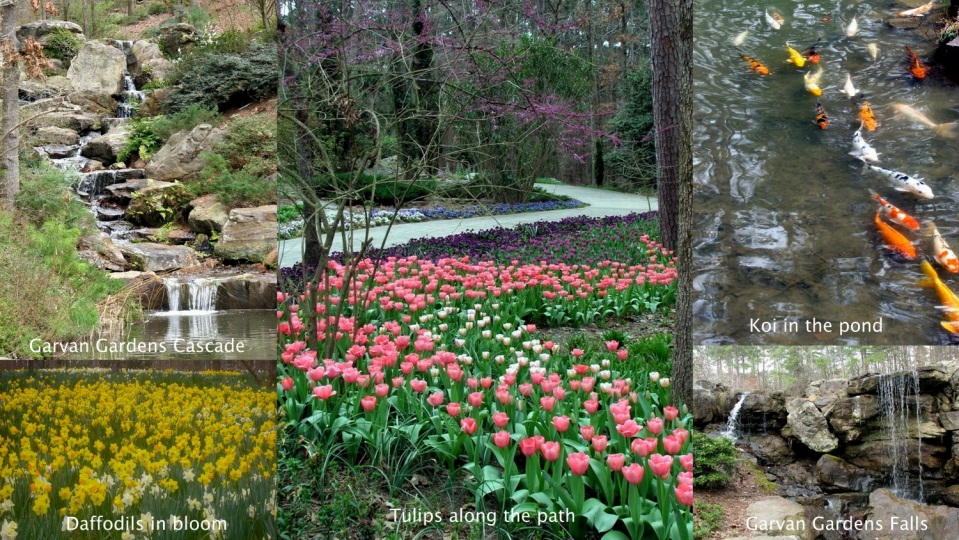 Garvan Gardens Cascade
Daffodils in bloom
Tulips along the path
Koi in the pond
Garvan Gardens Falls